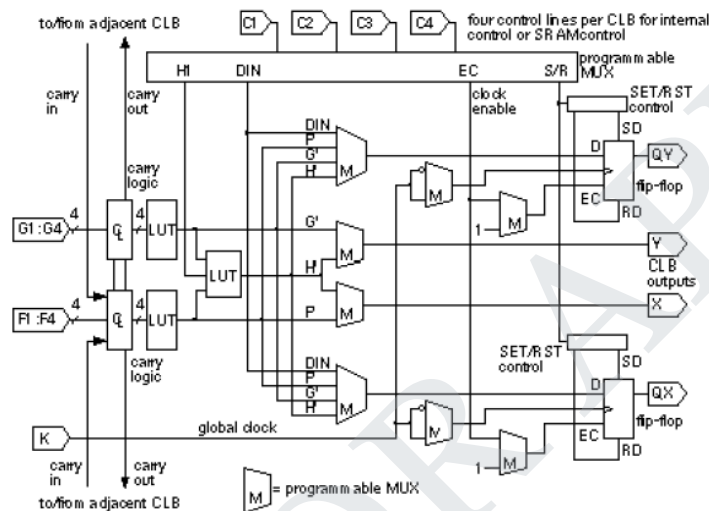 to/from adjacent CLB
C1 C2 C3 C4
four control lines per CLB for internal
control or SRAMcontrol
programmable
MUX
H1 DIN EC S/R
carry
in
carry
out
clock
enable
SET/RST
control
carry
logic
DIN
F'
G'
H'
M
M
D
SD
QY
flip-flop
EC
RD
1
M
G1 :G4
4
CL
4
LUT
LUT
G'
H'
M
Y
CLB
outputs
F1 :F4
4
CL
4
LUT
F'
M
X
carry
logic
SET/RST
control
DIN
F'
G'
H'
M
M
D
SD
QX
flip-flop
EC
RD
1
M
K
global clock
carry
in
carry
out
M = programmable MUX
to/from adjacent CLB